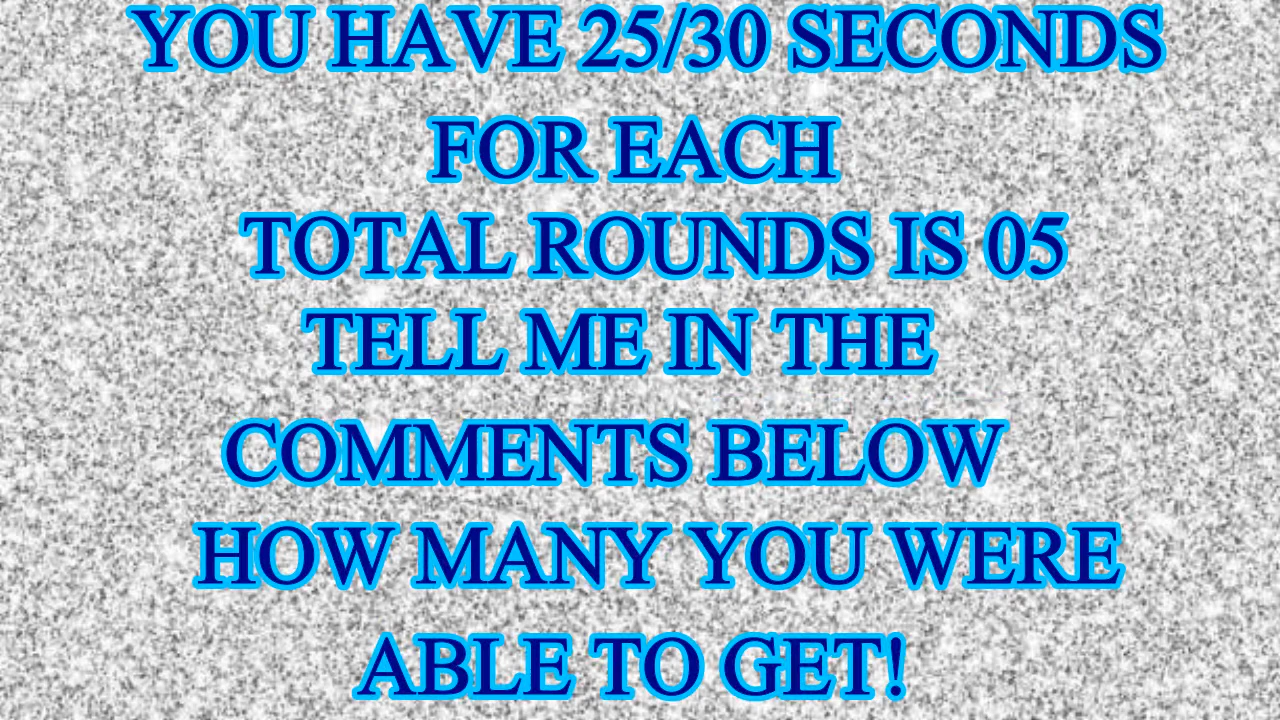 YOU HAVE 25/30 SECONDS
FOR EACH
TOTAL ROUNDS IS 05
TELL ME IN THE
COMMENTS BELOW
HOW MANY YOU WERE
ABLE TO GET!